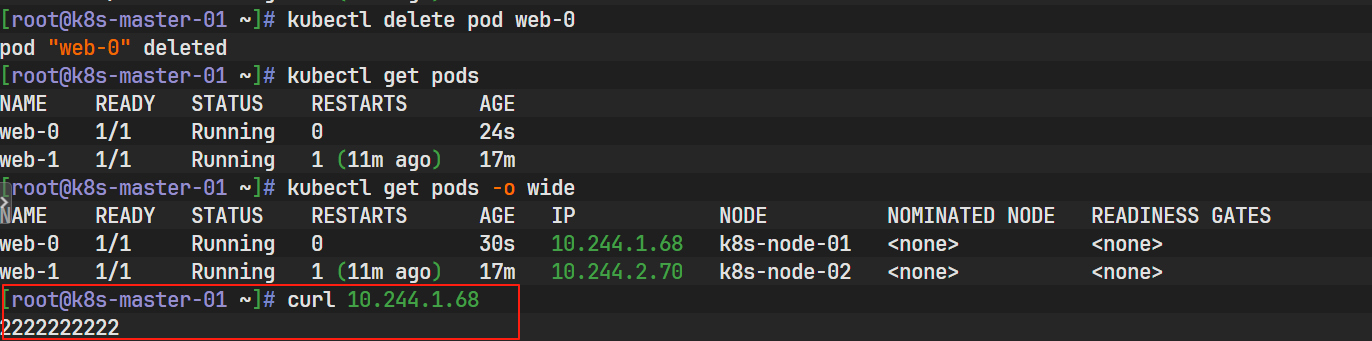 [root@k8s-master-01 ~]# kubectl delete pod web-0
pod "web-0" deleted
[root@k8s-master-01 ~]# kubectl get pods
NAME    READY   STATUS    RESTARTS      AGE
web-0   1/1     Running   0             24s
web-1   1/1     Running   1 (11m ago)   17m
[root@k8s-master-01 ~]# kubectl get pods -o wide
NAME    READY   STATUS    RESTARTS      AGE   IP            NODE          NOMINATED NODE   READINESS GATES
web-0   1/1     Running   0             30s   10.244.1.68   k8s-node-01   <none>           <none>
web-1   1/1     Running   1 (11m ago)   17m   10.244.2.70   k8s-node-02   <none>           <none>
[root@k8s-master-01 ~]# curl 10.244.1.68
2222222222